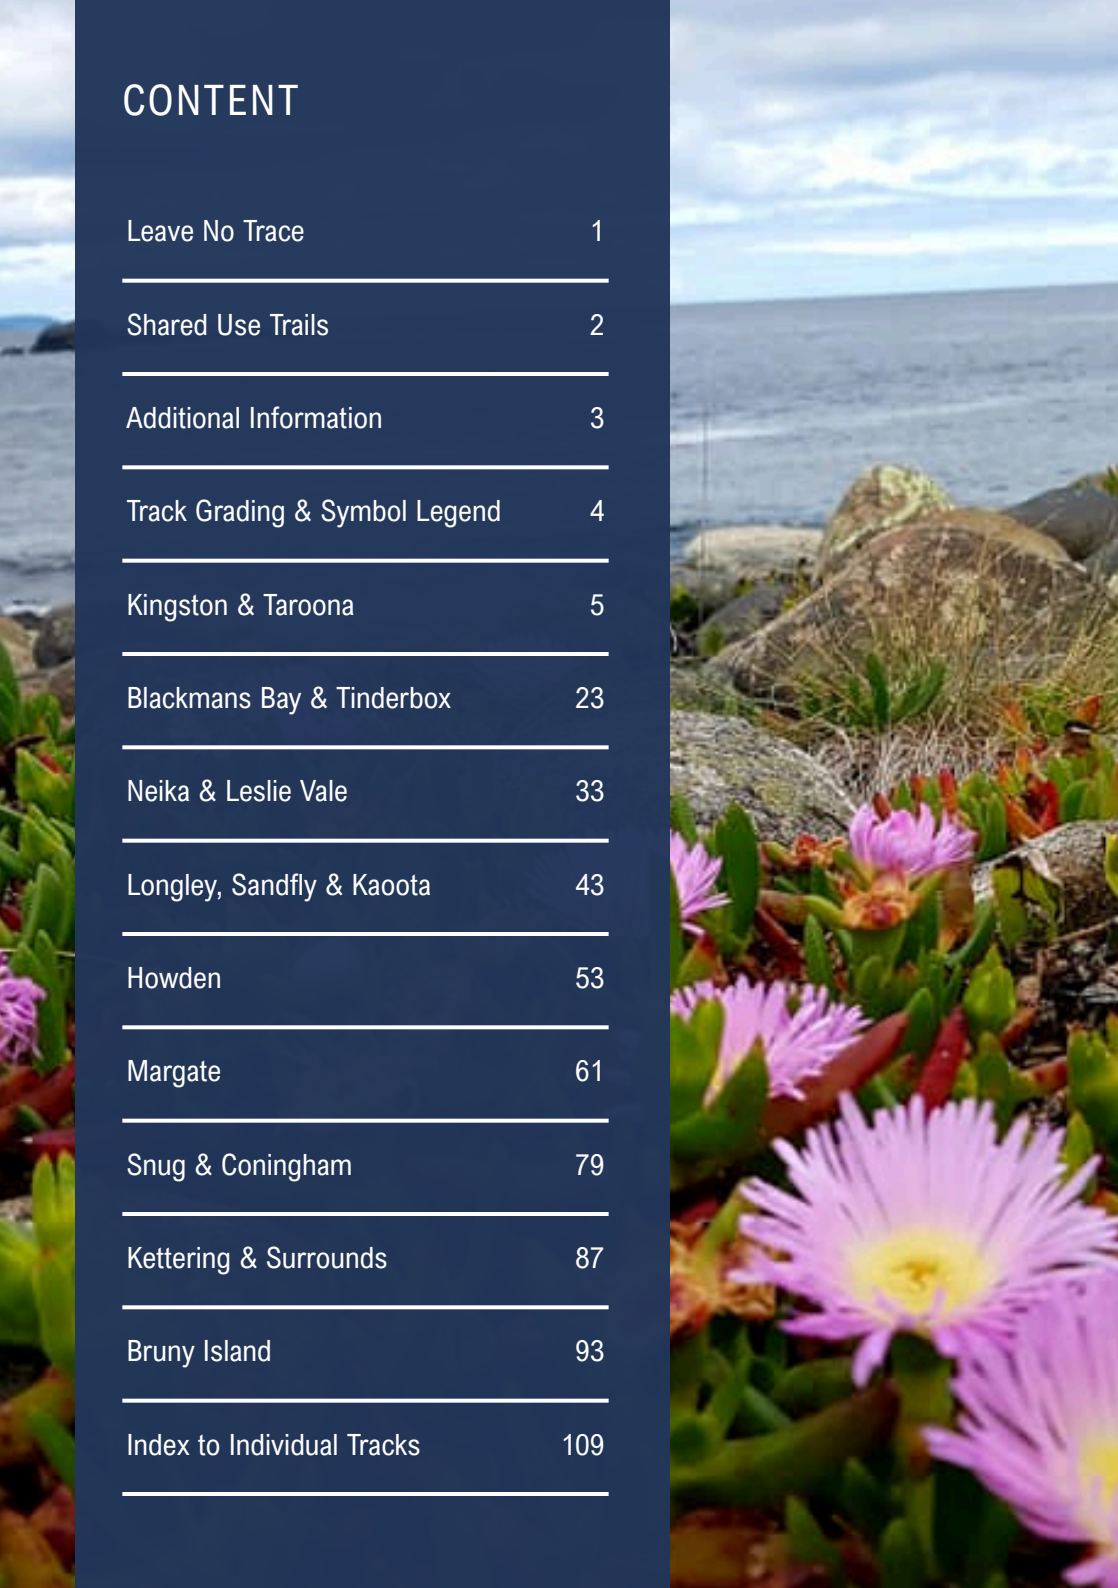 CONTENT
Leave No Trace 1
Shared Use Trails 2
Additional Information 3
Track Grading & Symbol Legend 4
Kingston & Taroona 5
Blackmans Bay & Tinderbox 23
Neika & Leslie Vale 33
Longley, Sandfly & Kaoota 43
Howden 53
Margate 61
Snug & Coningham 79
Kettering & Surrounds 87
Bruny Island 93
Index to Individual Tracks 109